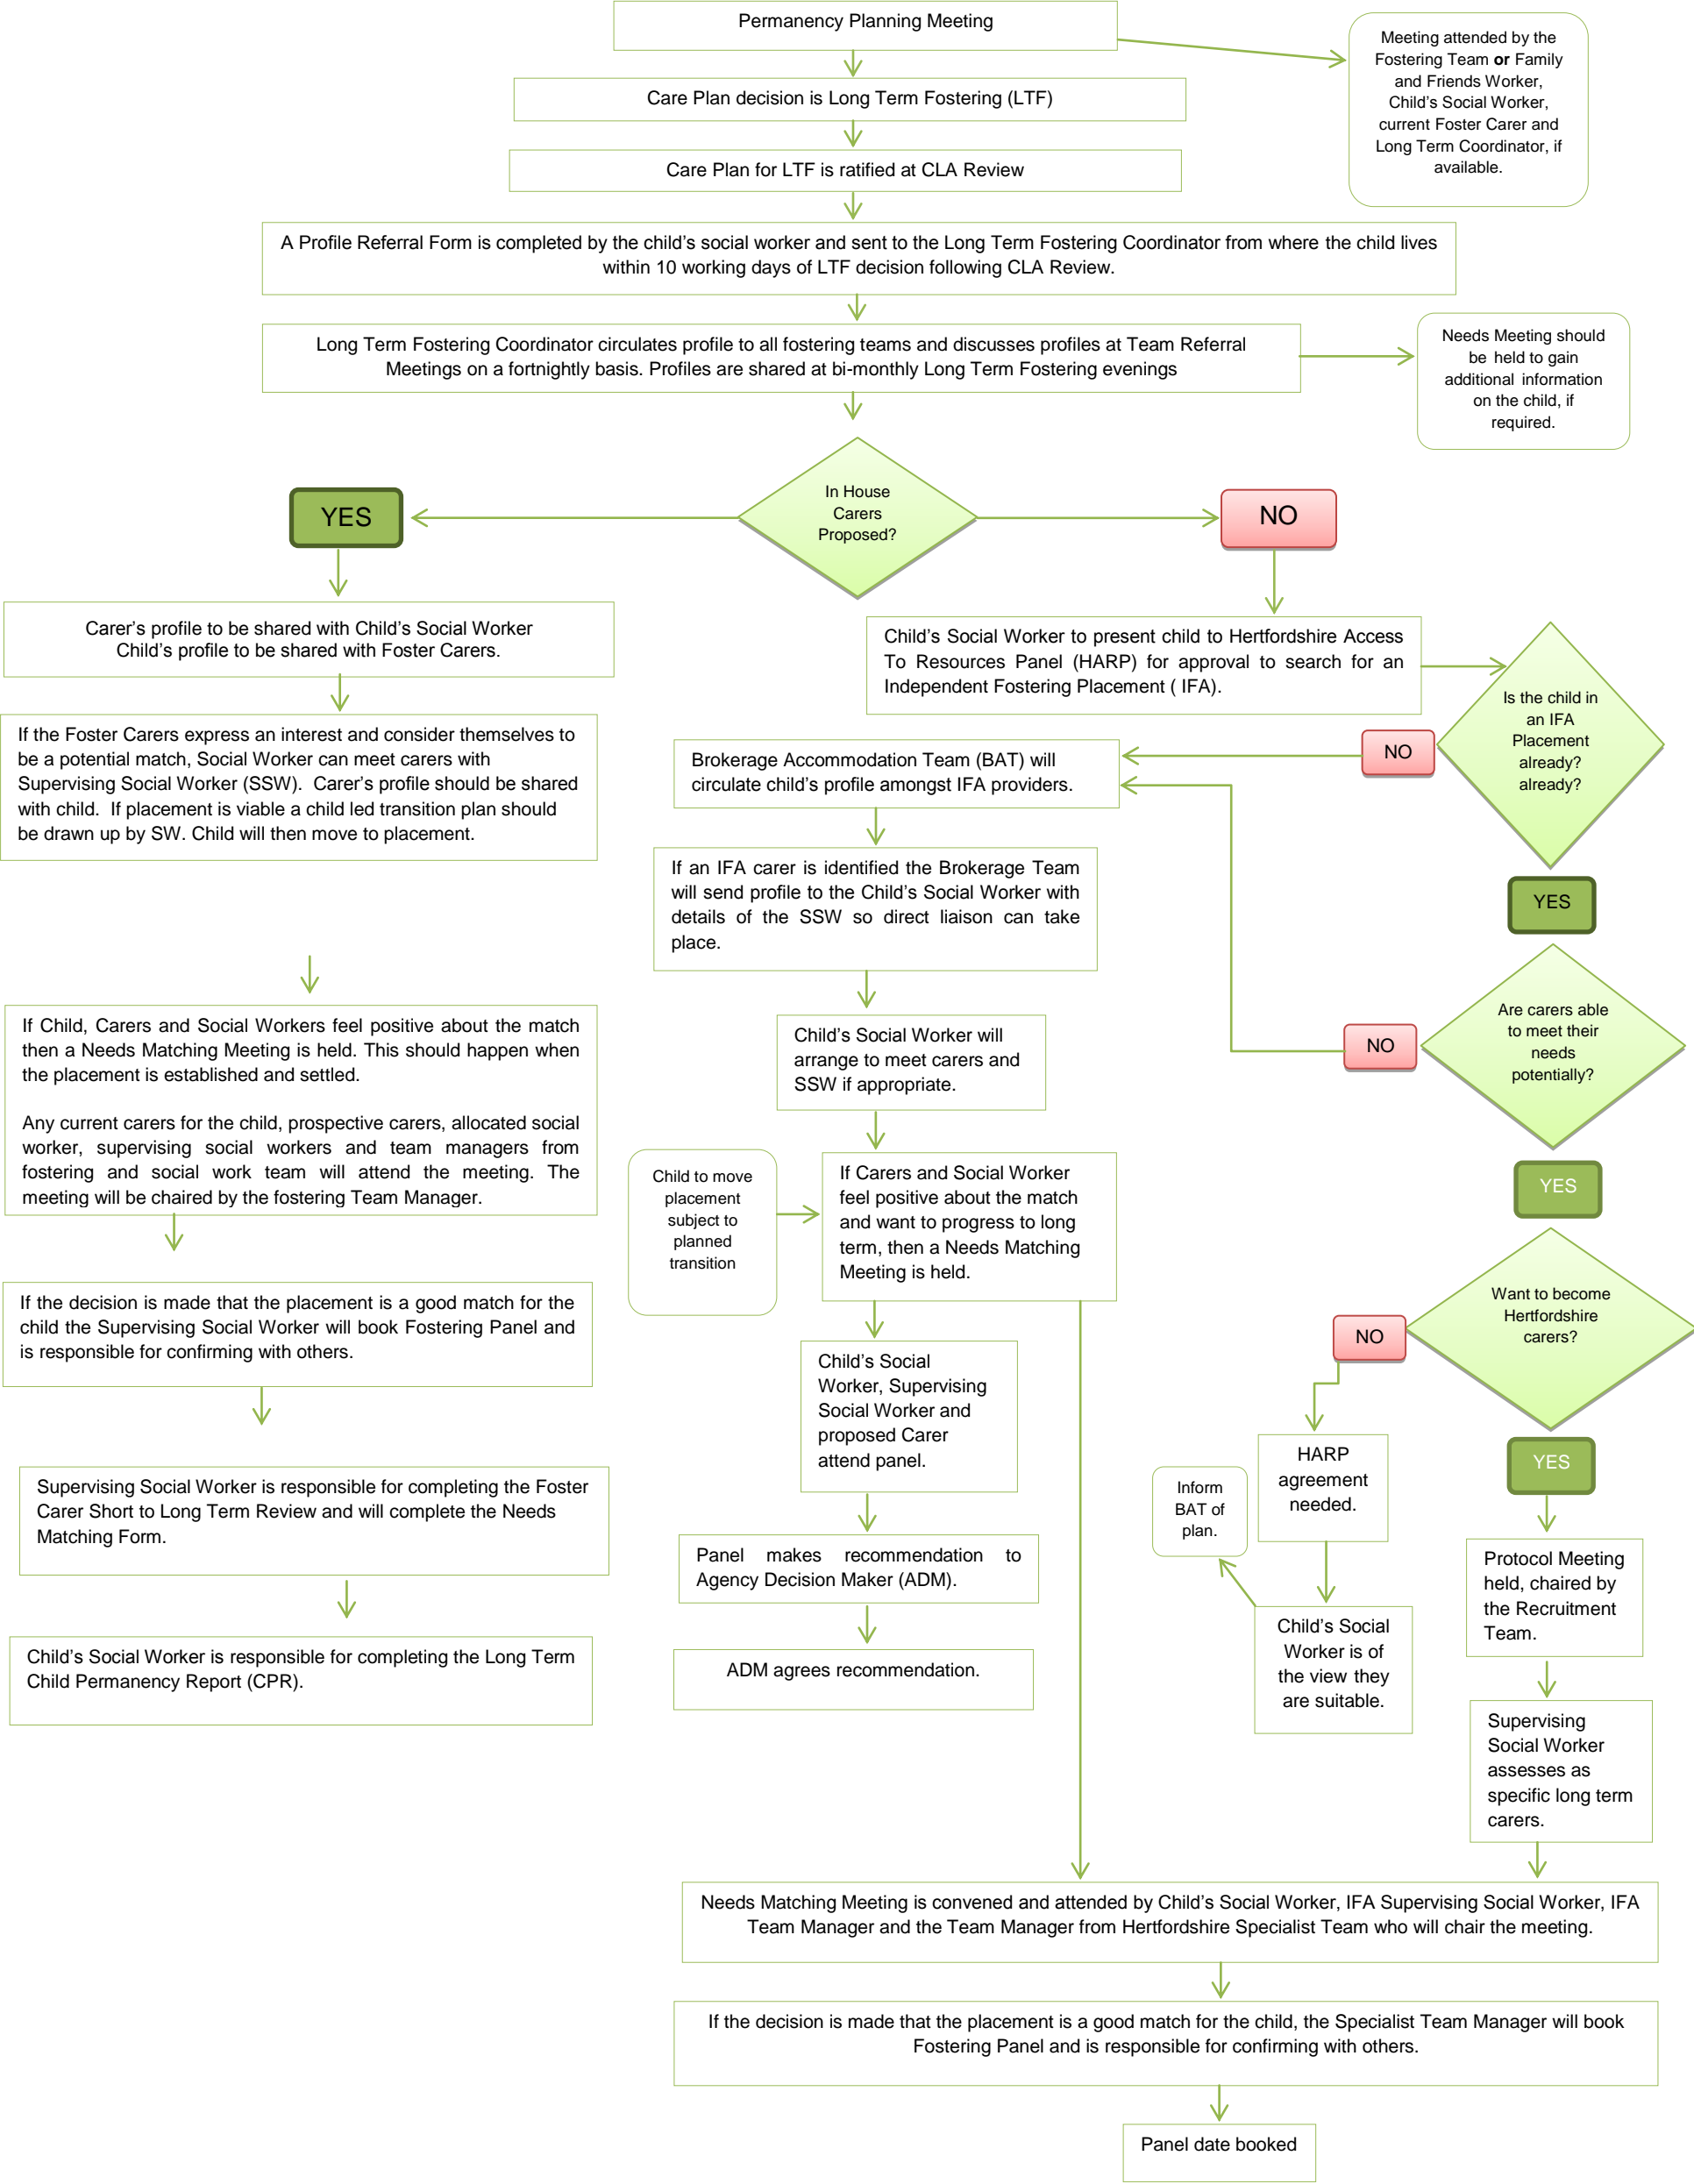 Permanency Planning Meeting
Meeting attended by the
Fostering Team or Family
and Friends Worker,
Child's Social Worker,
current Foster Carer and
Long Term Coordinator, if
available.
Care Plan decision is Long Term Fostering (LTF)
Care Plan for LTF is ratified at CLA Review
A Profile Referral Form is completed by the child's social worker and sent to the Long Term Fostering Coordinator from where the child lives
within 10 working days of LTF decision following CLA Review.
Long Term Fostering Coordinator circulates profile to all fostering teams and discusses profiles at Team Referral
Meetings on a fortnightly basis. Profiles are shared at bi-monthly Long Term Fostering evenings
Needs Meeting should
be held to gain
additional information
on the child, if
required.
In House
Carers
Proposed?
YES
NO
Carer's profile to be shared with Child's Social Worker
Child's profile to be shared with Foster Carers.
If the Foster Carers express an interest and consider themselves to
be a potential match, Social Worker can meet carers with
Supervising Social Worker (SSW). Carer's profile should be shared
with child. If placement is viable a child led transition plan should
be drawn up by SW. Child will then move to placement.
If Child, Carers and Social Workers feel positive about the match
then a Needs Matching Meeting is held. This should happen when
the placement is established and settled.
Any current carers for the child, prospective carers, allocated social
worker, supervising social workers and team managers from
fostering and social work team will attend the meeting. The
meeting will be chaired by the fostering Team Manager.
If the decision is made that the placement is a good match for the
child the Supervising Social Worker will book Fostering Panel and
is responsible for confirming with others.
Supervising Social Worker is responsible for completing the Foster
Carer Short to Long Term Review and will complete the Needs
Matching Form.
Child's Social Worker is responsible for completing the Long Term
Child Permanency Report (CPR).
Child's Social Worker to present child to Hertfordshire Access
To Resources Panel (HARP) for approval to search for an
Independent Fostering Placement ( IFA).
Is the child in
an IFA
Placement
already?
already?
NO
Brokerage Accommodation Team (BAT) will
circulate child's profile amongst IFA providers.
If an IFA carer is identified the Brokerage Team
will send profile to the Child's Social Worker with
details of the SSW so direct liaison can take
place.
Child's Social Worker will
arrange to meet carers and
SSW if appropriate.
Child to move
placement
subject to
planned
transition
If Carers and Social Worker
feel positive about the match
and want to progress to long
term, then a Needs Matching
Meeting is held.
Child's Social
Worker, Supervising
Social Worker and
proposed Carer
attend panel.
Panel makes recommendation to
Agency Decision Maker (ADM).
ADM agrees recommendation.
YES
Are carers able
to meet their
needs
potentially?
NO
YES
Want to become
Hertfordshire
carers?
NO
HARP
agreement
needed.
Inform
BAT of
plan.
Child's Social
Worker is of
the view they
are suitable.
YES
Protocol Meeting
held, chaired by
the Recruitment
Team.
Supervising
Social Worker
assesses as
specific long term
carers.
Needs Matching Meeting is convened and attended by Child's Social Worker, IFA Supervising Social Worker, IFA
Team Manager and the Team Manager from Hertfordshire Specialist Team who will chair the meeting.
If the decision is made that the placement is a good match for the child, the Specialist Team Manager will book
Fostering Panel and is responsible for confirming with others.
Panel date booked